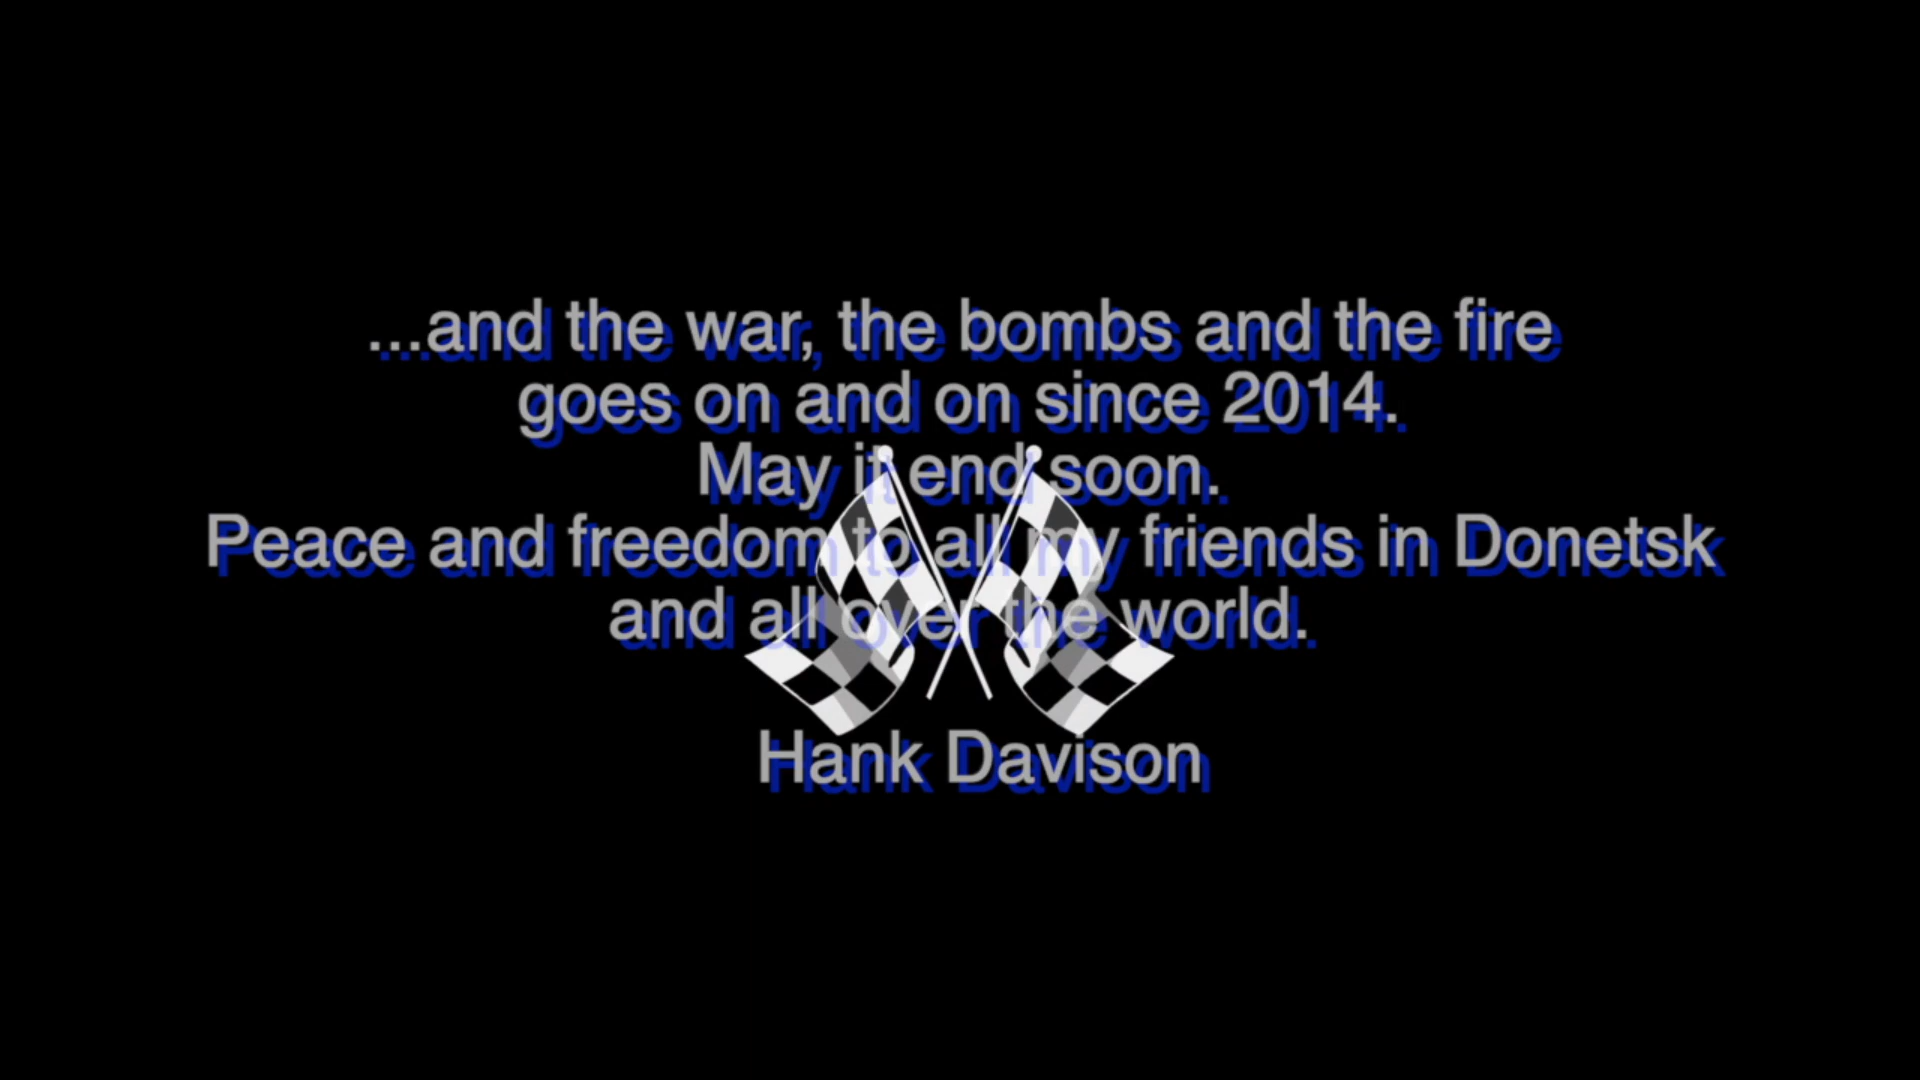 ...and the war, the bombs and the fire
goes on and on since 2014.
May it end soon.
Peace and freedom to all my friends in Donetsk
and all over the world.
Hank Davison